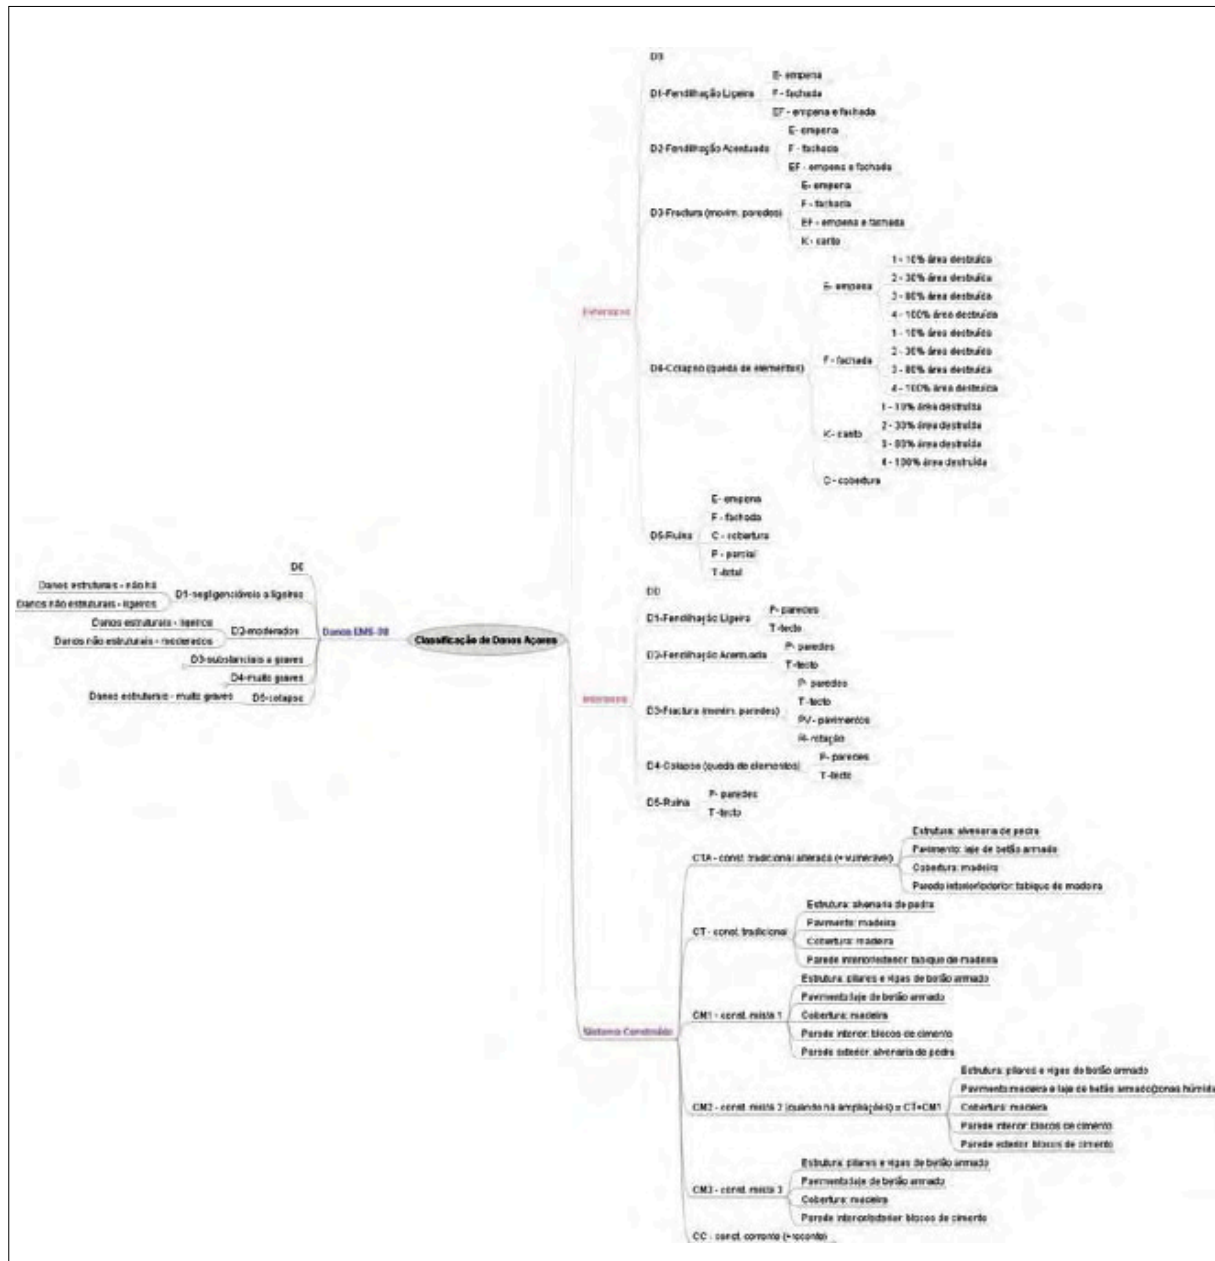 D0
D1-Fendilhação Ligeira
E- empena
F - fachada
EF - empena e fachada
D2-Fendilhação Acentuada
E- empena
F - fachada
EF - empena e fachada
D3-Fractura (movim. paredes)
E- empena
F - fachada
EF - empena e fachada
K - canto
Exteriores
D4-Colapso (queda de elementos)
E- empena
1 - 10% área destruída
2 - 30% área destruída
3 - 80% área destruída
4 - 100% área destruída
F - fachada
1 - 10% área destruída
2 - 30% área destruída
3 - 80% área destruída
4 - 100% área destruída
K- canto
1 - 10% área destruída
2 - 30% área destruída
3 - 80% área destruída
4 - 100% área destruída
C - cobertura
D5-Ruína
E- empena
F - fachada
C - cobertura
P - parcial
T-total
D0
D1-negligenciáveis a ligeiros
Danos estruturais - não há
Danos não estruturais - ligeiros
D2-moderados
Danos estruturais - ligeiros
Danos não estruturais - moderados
D3-substanciais a graves
D4-muito graves
D5-colapso
Danos estruturais - muito graves
Danos EMS-98
Classificação de Danos Açores
Interiores
D0
D1-Fendilhação Ligeira
P- paredes
T-tecto
D2-Fendilhação Acentuada
P- paredes
T-tecto
D3-Fractura (movim. paredes)
P- paredes
T-tecto
PV- pavimentos
R- rotação
D4-Colapso (queda de elementos)
P- paredes
T-tecto
D5-Ruína
P- paredes
T-tecto
Sistema Construído
CTA - const. tradicional alterada (+ vulnerável)
Estrutura: alvenaria de pedra
Pavimento: laje de betão armado
Cobertura: madeira
Parede interior/exterior: tabique de madeira
CT - const. tradicional
Estrutura: alvenaria de pedra
Pavimento: madeira
Cobertura: madeira
Parede interior/exterior: tabique de madeira
CM1 - const. mista 1
Estrutura: pilares e vigas de betão armado
Pavimento:laje de betão armado
Cobertura: madeira
Parede interior: blocos de cimento
Parede exterior: alvenaria de pedra
CM2 - const. mista 2 (quando há ampliações) = CT+CM1
Estrutura: pilares e vigas de betão armado
Pavimento:madeira e laje de betão armado(zonas húmida
Cobertura: madeira
Parede interior: blocos de cimento
Parede exterior: blocos de cimento
CM3 - const. mista 3
Estrutura: pilares e vigas de betão armado
Pavimento:laje de betão armado
Cobertura: madeira
Parede interior/exterior: blocos de cimento
CC - const. corrente (+recente)